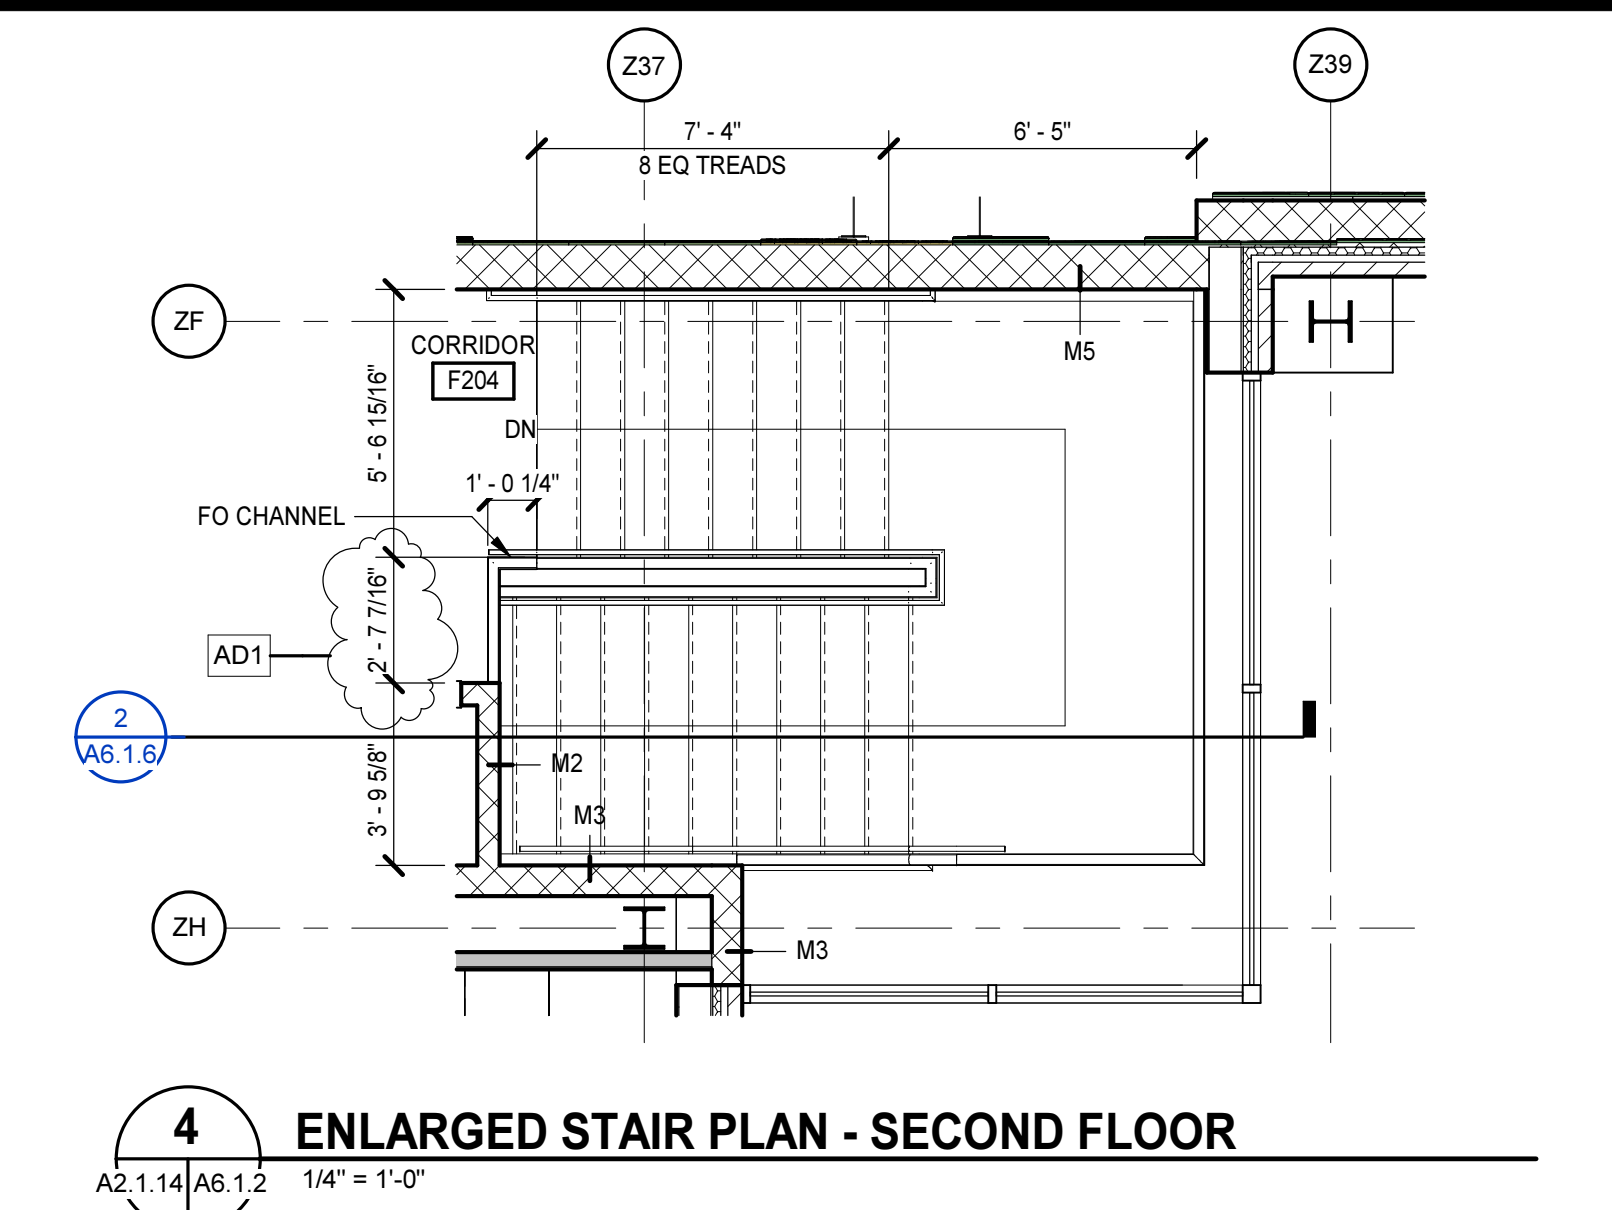 Z37
Z39
7' - 4"
6' - 5"
8 EQ TREADS
ZF
CORRIDOR
F204
M5
5' - 6 15/16"
DN
1' - 0 1/4"
FO CHANNEL
2' - 7 7/16"
AD1
2
A6.1.6
M2
3' - 9 5/8"
M3
ZH
M3
4
ENLARGED STAIR PLAN - SECOND FLOOR
A2.1.14
A6.1.2
1/4" = 1'-0"